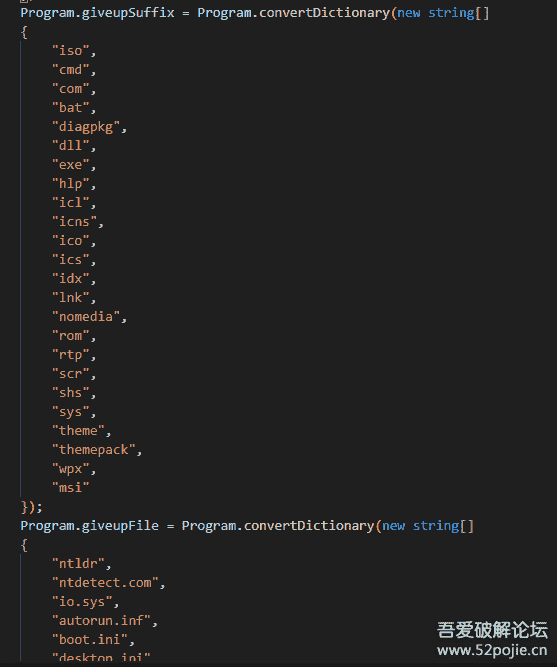 Program.giveupSuffix = Program.convertDictionary(new string[]
{
"iso",
"cmd",
"com",
"bat",
"diagpkg",
"dll",
"exe",
"hlp",
"icl",
"icns",
"ico",
"ics",
"idx",
"lnk",
"nomedia",
"rom",
"rtp",
"scr",
"shs",
"sys",
"theme",
"themepack",
"wpx",
"msi"
});
Program.giveupFile = Program.convertDictionary(new string[]
{
"ntldr",
"ntdetect.com",
"io.sys",
"autorun.inf",
"boot.ini",
"desktop.ini"
吾爱破解论坛
www.52pojie.cn